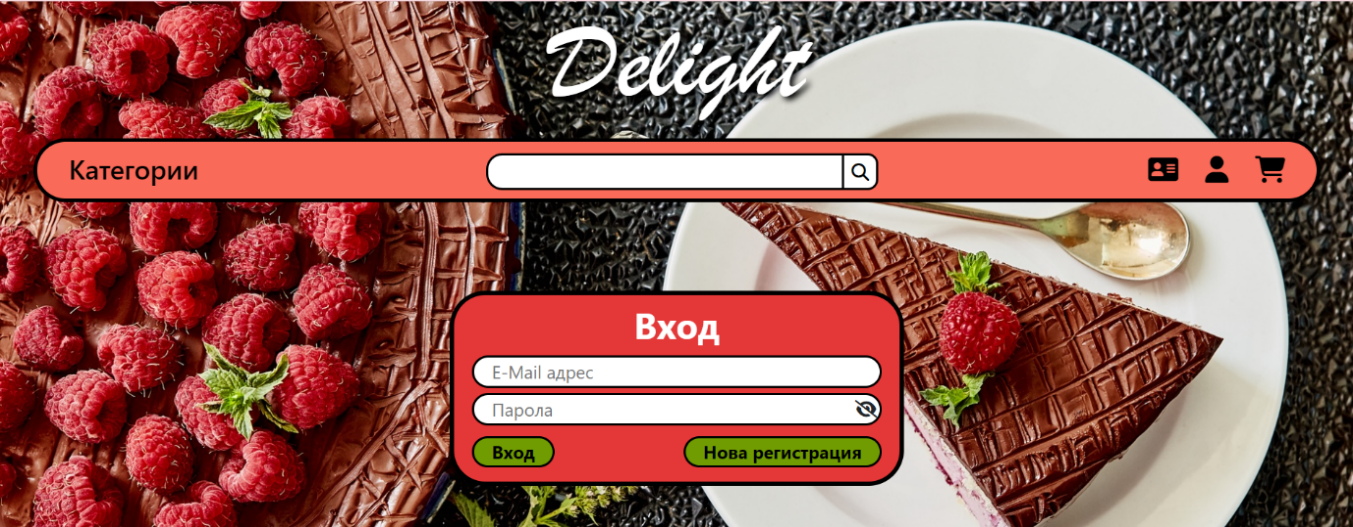 Delight
Категории
Вход
E-Mail адрес
Парола
Вход
Нова регистрация